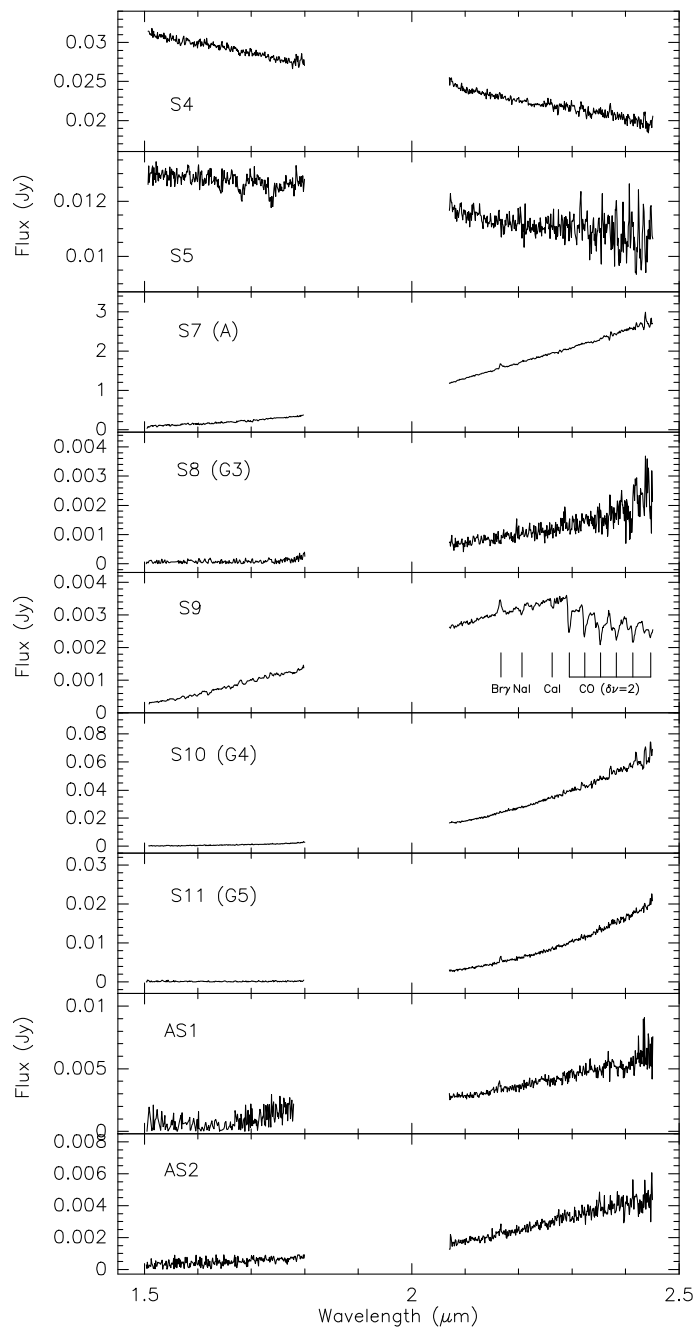 0.03
0.025
0.02
S4
Flux (Jy)
0.012
0.01
S5
3
2
1
0
S7 (A)
0.004
0.003
0.002
0.001
0
S8 (G3)
Flux (Jy)
0.004
0.003
0.002
0.001
0
S9
Brγ NaI CaI CO (δν=2)
0.08
0.06
0.04
0.02
0
S10 (G4)
0.03
0.02
0.01
0
S11 (G5)
Flux (Jy)
0.01
0.005
0
AS1
0.008
0.006
0.004
0.002
0
AS2
1.5 2 2.5
Wavelength (μm)